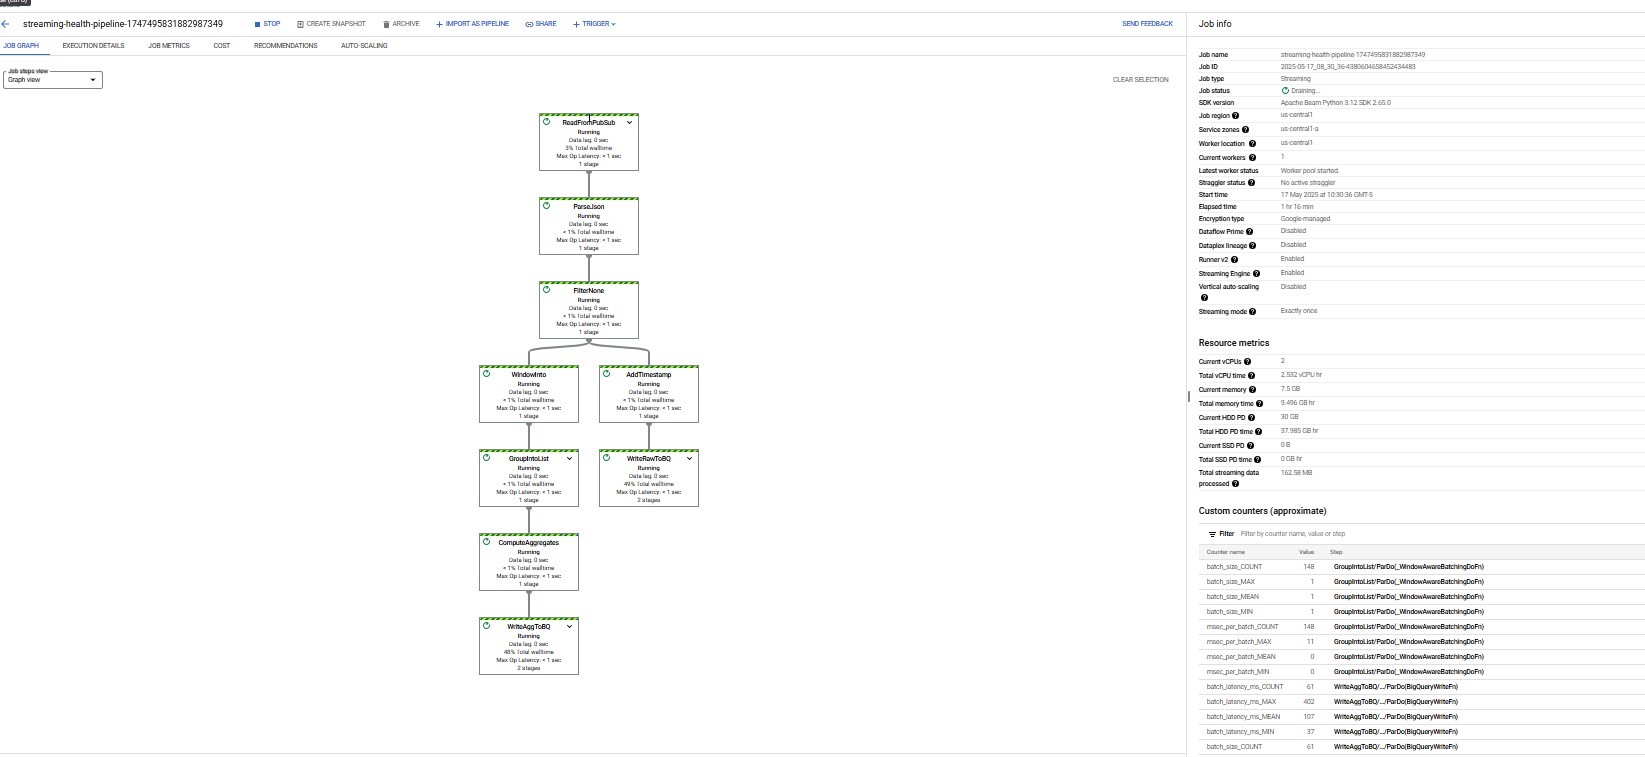 streaming-health-pipeline-1747495831882987349
STOP
CREATE SNAPSHOT
ARCHIVE
IMPORT AS PIPELINE
SHARE
TRIGGER
SEND FEEDBACK
JOB GRAPH
EXECUTION DETAILS
JOB METRICS
COST
RECOMMENDATIONS
AUTO-SCALING
Job steps view
Graph view
CLEAR SELECTION
ReadFromPubSub
Running
Data lag: 0 sec
3% Total walltime
Max Op Latency: < 1 sec
1 stage
ParseJson
Running
Data lag: 0 sec
< 1% Total walltime
Max Op Latency: < 1 sec
1 stage
FilterNone
Running
Data lag: 0 sec
< 1% Total walltime
Max Op Latency: < 1 sec
1 stage
WindowInto
Running
Data lag: 0 sec
< 1% Total walltime
Max Op Latency: < 1 sec
1 stage
AddTimestamp
Running
Data lag: 0 sec
< 1% Total walltime
Max Op Latency: < 1 sec
1 stage
GroupIntoList
Running
Data lag: 0 sec
< 1% Total walltime
Max Op Latency: < 1 sec
1 stage
WriteRawToBQ
Running
Data lag: 0 sec
49% Total walltime
Max Op Latency: < 1 sec
2 stages
ComputeAggregates
Running
Data lag: 0 sec
< 1% Total walltime
Max Op Latency: < 1 sec
1 stage
WriteAggToBQ
Running
Data lag: 0 sec
48% Total walltime
Max Op Latency: < 1 sec
2 stages
Job info
Job name streaming-health-pipeline-1747495831882987349
Job ID 2025-05-17_08_30_36-4380604658452434483
Job type Streaming
Job status Draining...
SDK version Apache Beam Python 3.12 SDK 2.65.0
Job region us-central1
Service zones us-central1-a
Worker location us-central1
Current workers 1
Latest worker status Worker pool started.
Straggler status No active straggler
Start time 17 May 2025 at 10:30:36 GMT-5
Elapsed time 1 hr 16 min
Encryption type Google-managed
Dataflow Prime Disabled
Dataplex lineage Disabled
Runner v2 Enabled
Streaming Engine Enabled
Vertical auto-scaling Disabled
Streaming mode Exactly once
Resource metrics
Current vCPUs 2
Total vCPU time 2.532 vCPU hr
Current memory 7.5 GB
Total memory time 9.496 GB hr
Current HDD PD 30 GB
Total HDD PD time 37.985 GB hr
Current SSD PD 0 B
Total SSD PD time 0 GB hr
Total streaming data processed 162.58 MB
Custom counters (approximate)
Filter Filter by counter name, value or step
Counter name Value Step
batch_size_COUNT 148 GroupIntoList/ParDo(_WindowAwareBatchingDoFn)
batch_size_MAX 1 GroupIntoList/ParDo(_WindowAwareBatchingDoFn)
batch_size_MEAN 1 GroupIntoList/ParDo(_WindowAwareBatchingDoFn)
batch_size_MIN 1 GroupIntoList/ParDo(_WindowAwareBatchingDoFn)
msec_per_batch_COUNT 148 GroupIntoList/ParDo(_WindowAwareBatchingDoFn)
msec_per_batch_MAX 11 GroupIntoList/ParDo(_WindowAwareBatchingDoFn)
msec_per_batch_MEAN 0 GroupIntoList/ParDo(_WindowAwareBatchingDoFn)
msec_per_batch_MIN 0 GroupIntoList/ParDo(_WindowAwareBatchingDoFn)
batch_latency_ms_COUNT 61 WriteAggToBQ/.../ParDo(BigQueryWriteFn)
batch_latency_ms_MAX 402 WriteAggToBQ/.../ParDo(BigQueryWriteFn)
batch_latency_ms_MEAN 107 WriteAggToBQ/.../ParDo(BigQueryWriteFn)
batch_latency_ms_MIN 37 WriteAggToBQ/.../ParDo(BigQueryWriteFn)
batch_size_COUNT 61 WriteAggToBQ/.../ParDo(BigQueryWriteFn)